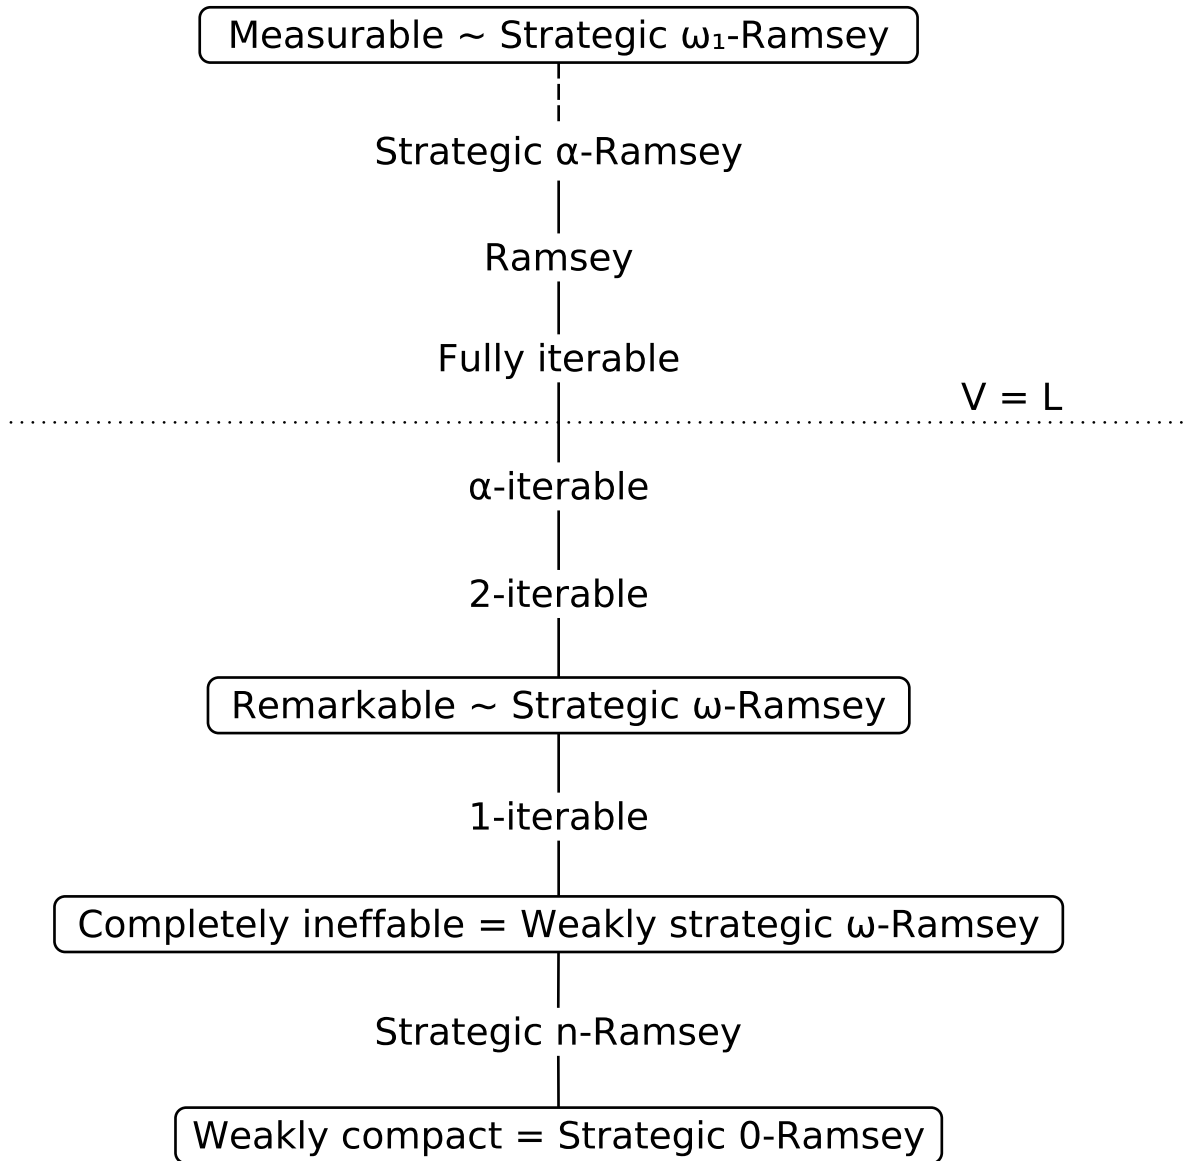 Measurable ~ Strategic ω₁-Ramsey
Strategic α-Ramsey
Ramsey
Fully iterable
V = L
α-iterable
2-iterable
Remarkable ~ Strategic ω-Ramsey
1-iterable
Completely ineffable = Weakly strategic ω-Ramsey
Strategic n-Ramsey
Weakly compact = Strategic 0-Ramsey